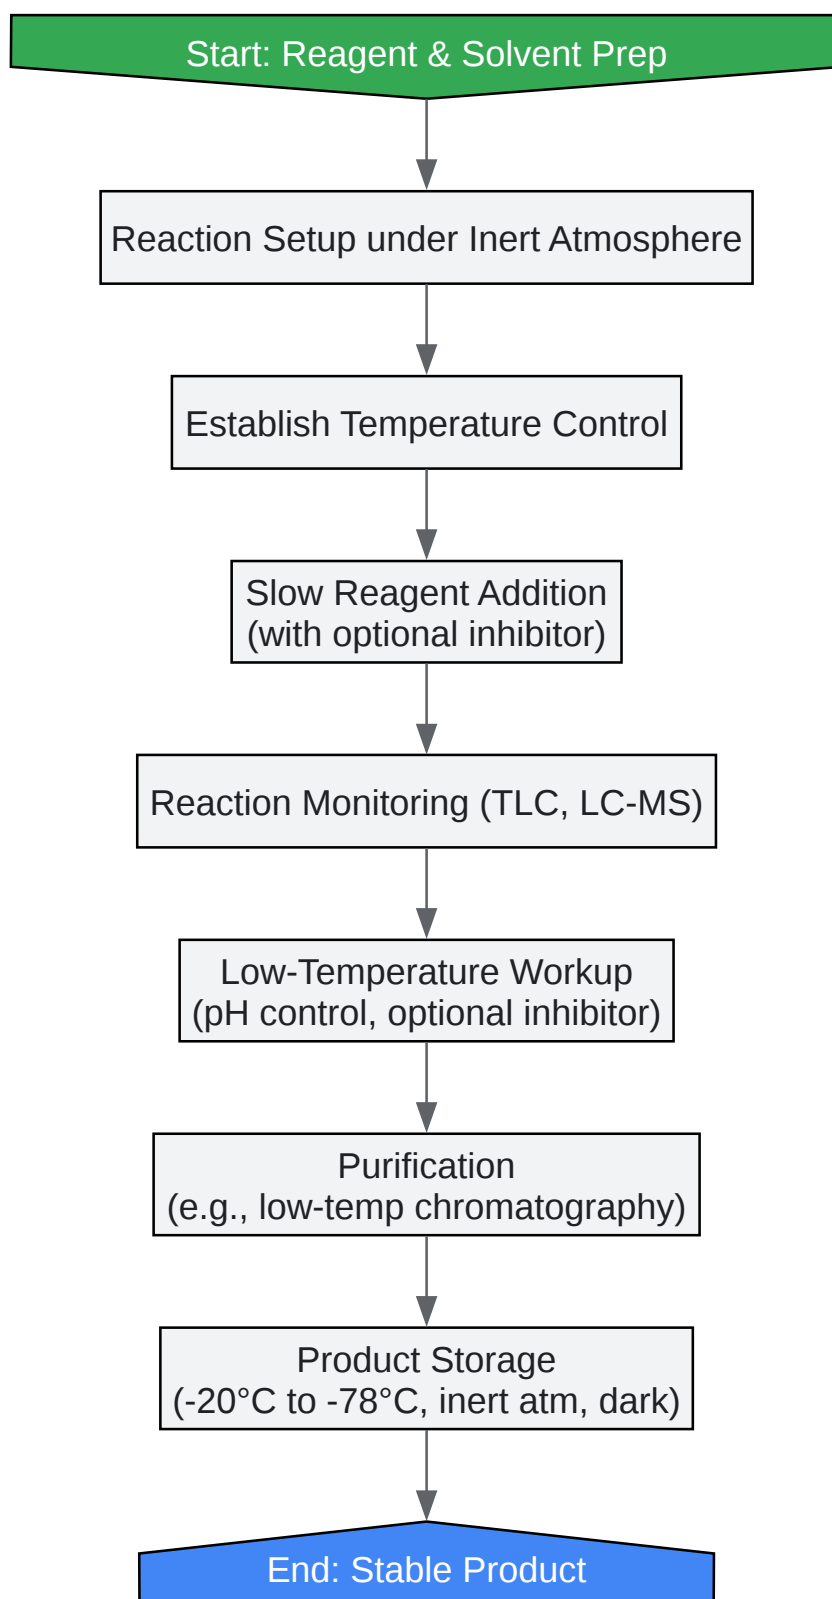 Start: Reagent & Solvent Prep
Reaction Setup under Inert Atmosphere
Establish Temperature Control
Slow Reagent Addition
(with optional inhibitor)
Reaction Monitoring (TLC, LC-MS)
Low-Temperature Workup
(pH control, optional inhibitor)
Purification
(e.g., low-temp chromatography)
Product Storage
(-20°C to -78°C, inert atm, dark)
End: Stable Product